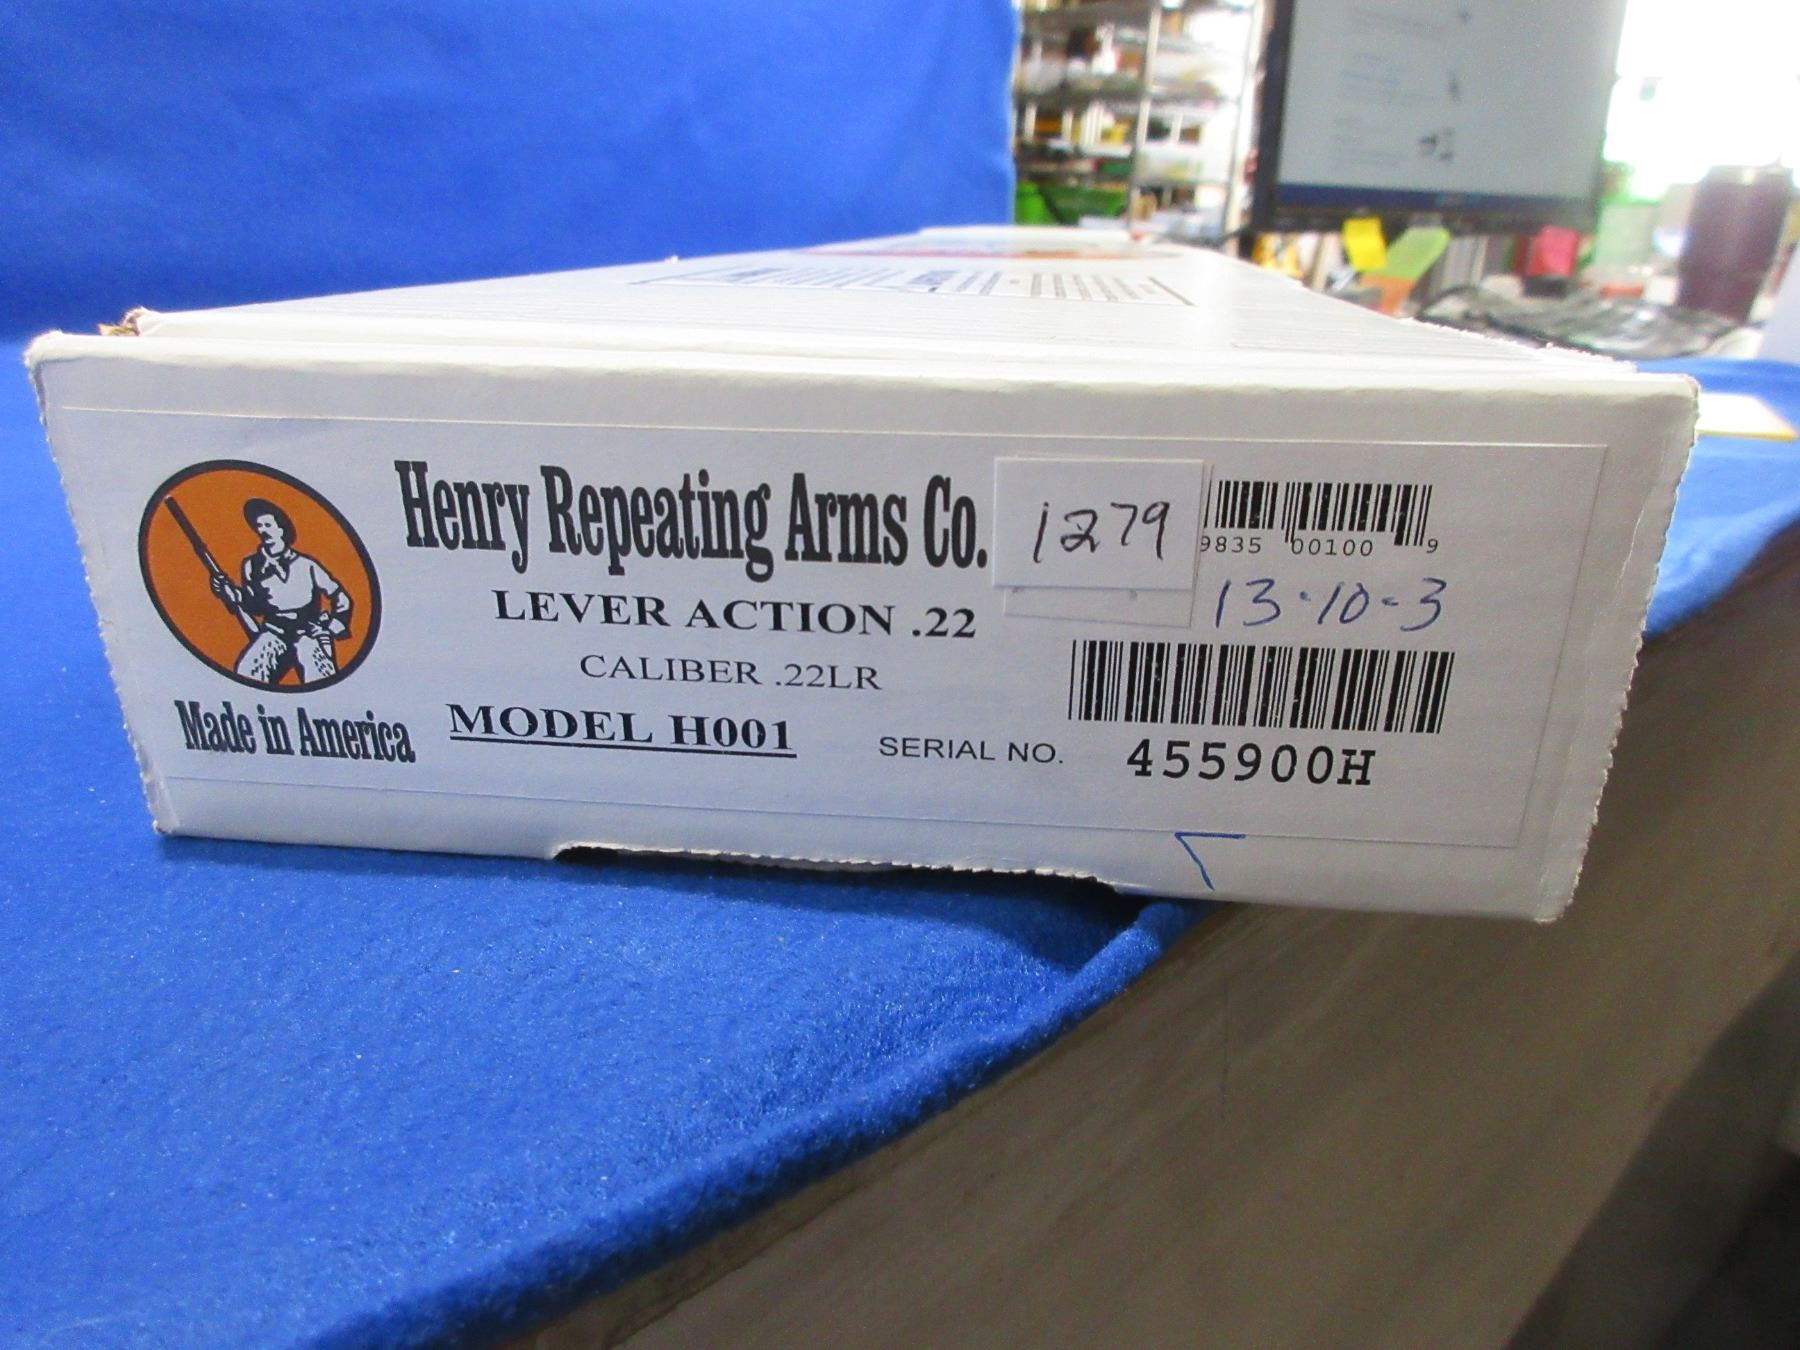 Henry Repeating Arms Co.
1279
9835 00100 9
LEVER ACTION .22
13-10-3
CALIBER .22LR
Made in America
MODEL H001
SERIAL NO. 455900H